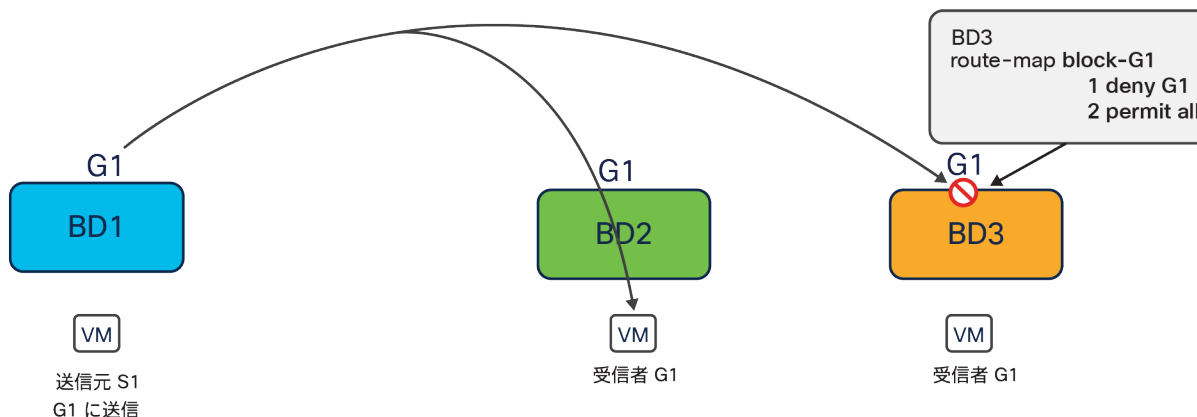 BD3
route-map block-G1
1 deny G1
2 permit all
G1
G1
G1
BD1
BD2
BD3
VM
VM
VM
送信元 S1
G1 に送信
受信者 G1
受信者 G1